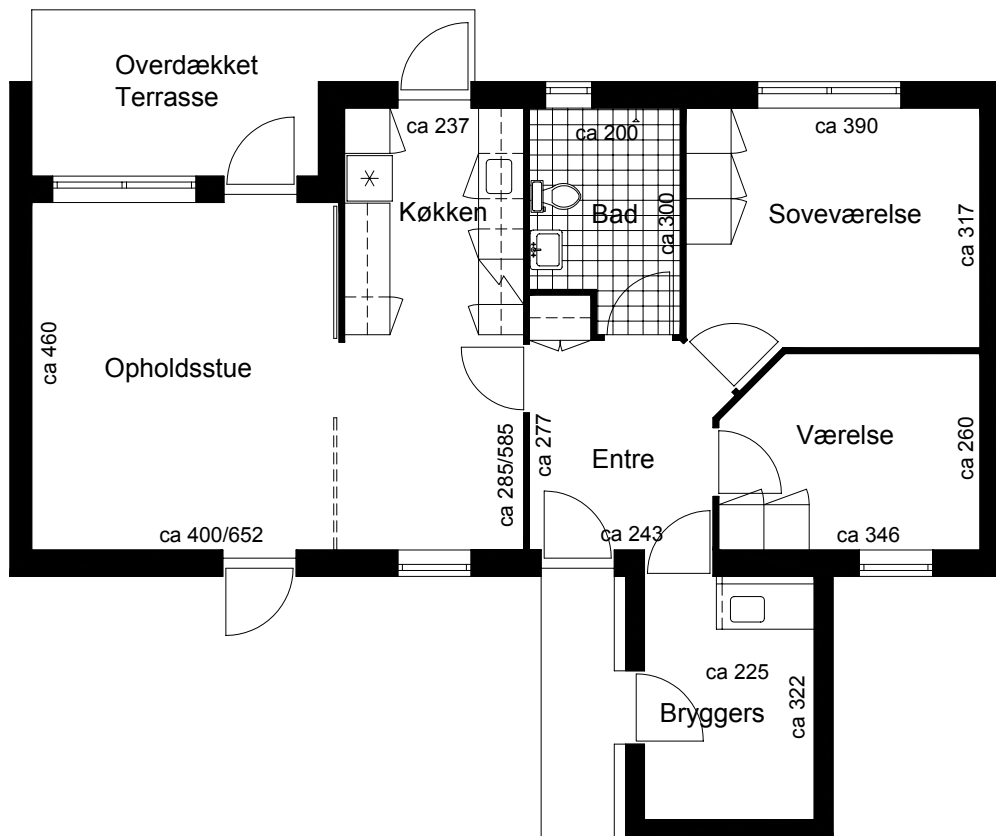 Overdækket
Terrasse
ca 237
ca 200
ca 390
Køkken
Bad
ca 300
Soveværelse
ca 317
ca 460
Opholdsstue
ca 285/585
ca 277
Entre
Værelse
ca 260
ca 400/652
ca 243
ca 346
ca 225
Bryggers
ca 322